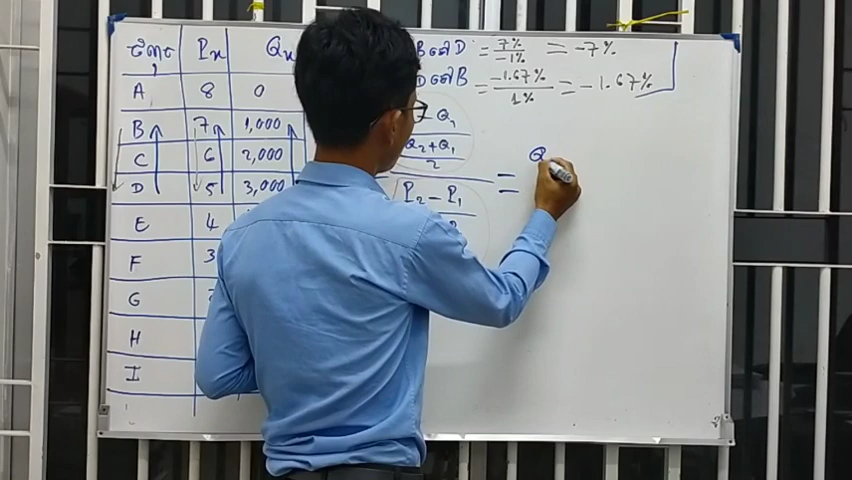 ចំណុច Px Qx
A 8 0
B 7 1,000
C 6 2,000
D 5 3,000
E 4
F 3
G
H
I
B ទៅ D = 7% / -1% = -7%
D ទៅ B = -1.67% / 1% = -1.67%
- Q1
Q2 + Q1
2
P2 - P1
= Q